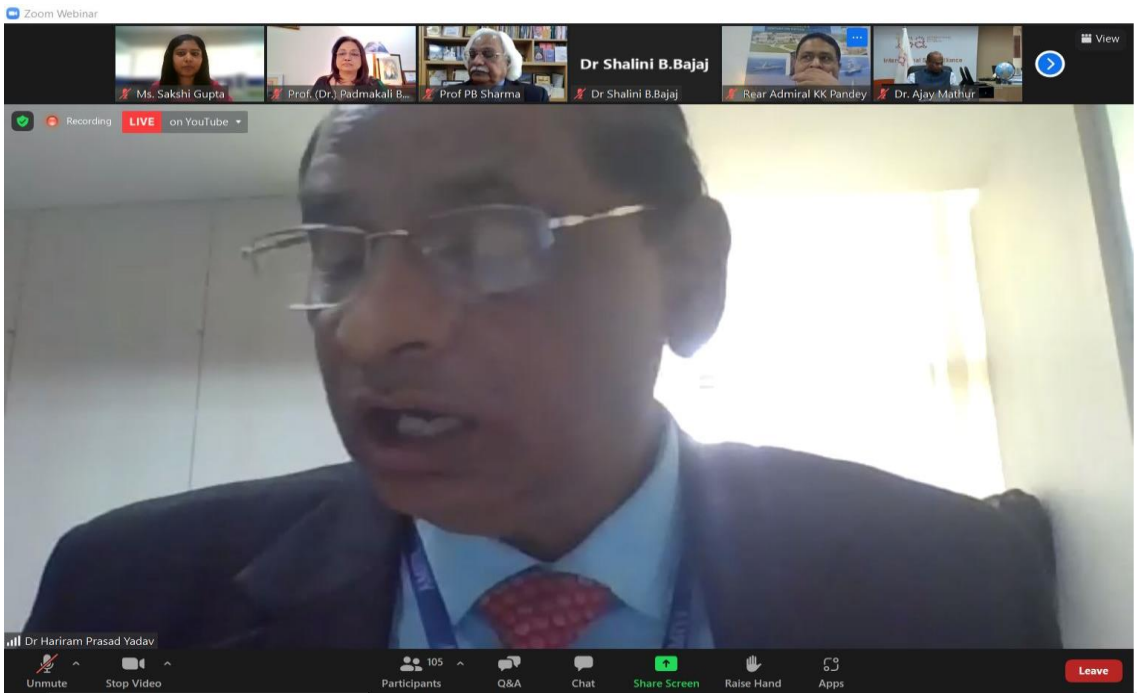 Zoom Webinar
Ms. Sakshi Gupta
Prof. (Dr.) Padmakali B...
Prof PB Sharma
Dr Shalini B.Bajaj
Dr Shalini B.Bajaj
Rear Admiral KK Pandey
Dr. Ajay Mathur
View
Recording
LIVE on YouTube
Dr Hariram Prasad Yadav
Unmute
Stop Video
105
Participants
Q&A
Chat
Share Screen
Raise Hand
Apps
Leave